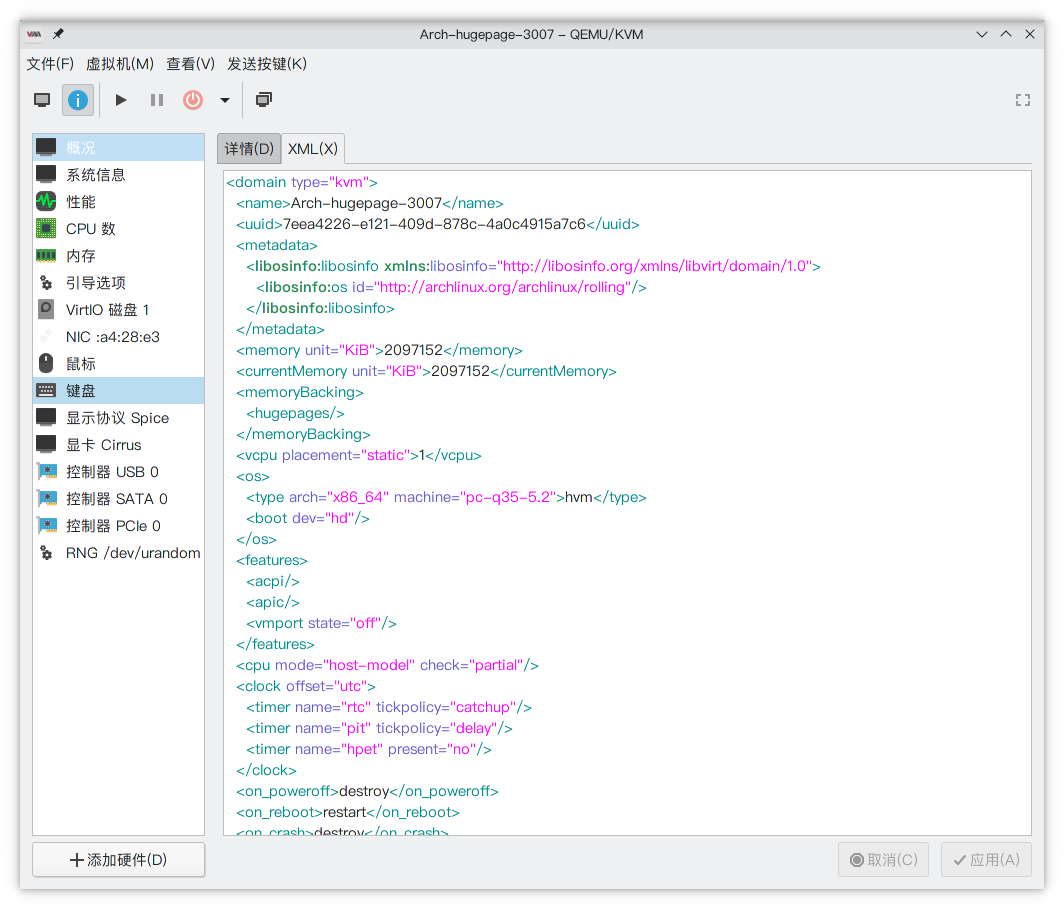 Arch-hugepage-3007 - QEMU/KVM
文件(F) 虚拟机(M) 查看(V) 发送按键(K)
概况
系统信息
性能
CPU 数
内存
引导选项
VirtIO 磁盘 1
NIC :a4:28:e3
鼠标
键盘
显示协议 Spice
显卡 Cirrus
控制器 USB 0
控制器 SATA 0
控制器 PCIe 0
RNG /dev/urandom
添加硬件(D)
详情(D) XML(X)
<domain type="kvm">
  <name>Arch-hugepage-3007</name>
  <uuid>7eea4226-e121-409d-878c-4a0c4915a7c6</uuid>
  <metadata>
    <libosinfo:libosinfo xmlns:libosinfo="http://libosinfo.org/xmlns/libvirt/domain/1.0">
      <libosinfo:os id="http://archlinux.org/archlinux/rolling"/>
    </libosinfo:libosinfo>
  </metadata>
  <memory unit="KiB">2097152</memory>
  <currentMemory unit="KiB">2097152</currentMemory>
  <memoryBacking>
    <hugepages/>
  </memoryBacking>
  <vcpu placement="static">1</vcpu>
  <os>
    <type arch="x86_64" machine="pc-q35-5.2">hvm</type>
    <boot dev="hd"/>
  </os>
  <features>
    <acpi/>
    <apic/>
    <vmport state="off"/>
  </features>
  <cpu mode="host-model" check="partial"/>
  <clock offset="utc">
    <timer name="rtc" tickpolicy="catchup"/>
    <timer name="pit" tickpolicy="delay"/>
    <timer name="hpet" present="no"/>
  </clock>
  <on_poweroff>destroy</on_poweroff>
  <on_reboot>restart</on_reboot>
  <on_crash>destroy</on_crash>
取消(C) 应用(A)